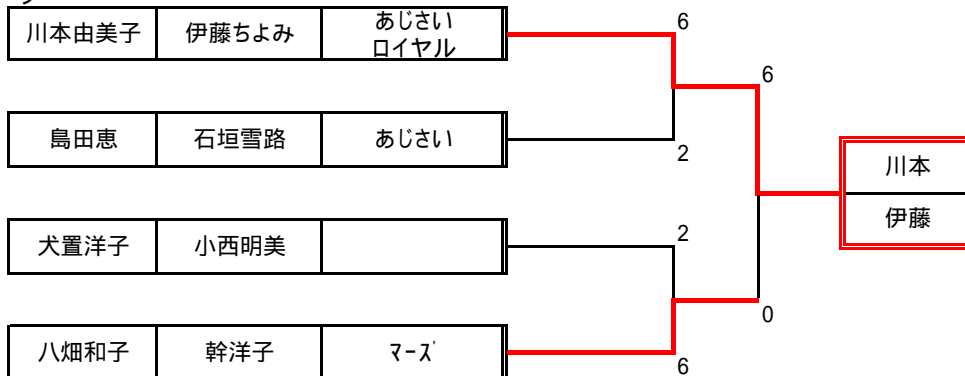 川本由美子 伊藤ちよみ あじさい
ロイヤル
6
6
島田恵 石垣雪路 あじさい
2
川本
伊藤
犬置洋子 小西明美
2
0
八畑和子 幹洋子 マーズ
6